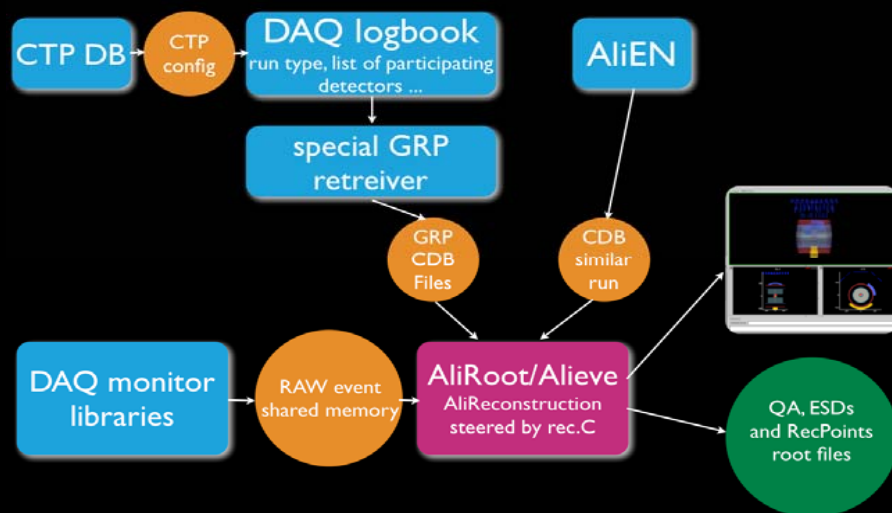 CTP DB
CTP
config
DAQ logbook
run type, list of participating
detectors ...
AliEN
special GRP
retreiver
GRP
CDB
Files
CDB
similar
run
DAQ monitor
libraries
RAW event
shared memory
AliRoot/Alieve
AliReconstruction
steered by rec.C
QA, ESDs
and RecPoints
root files